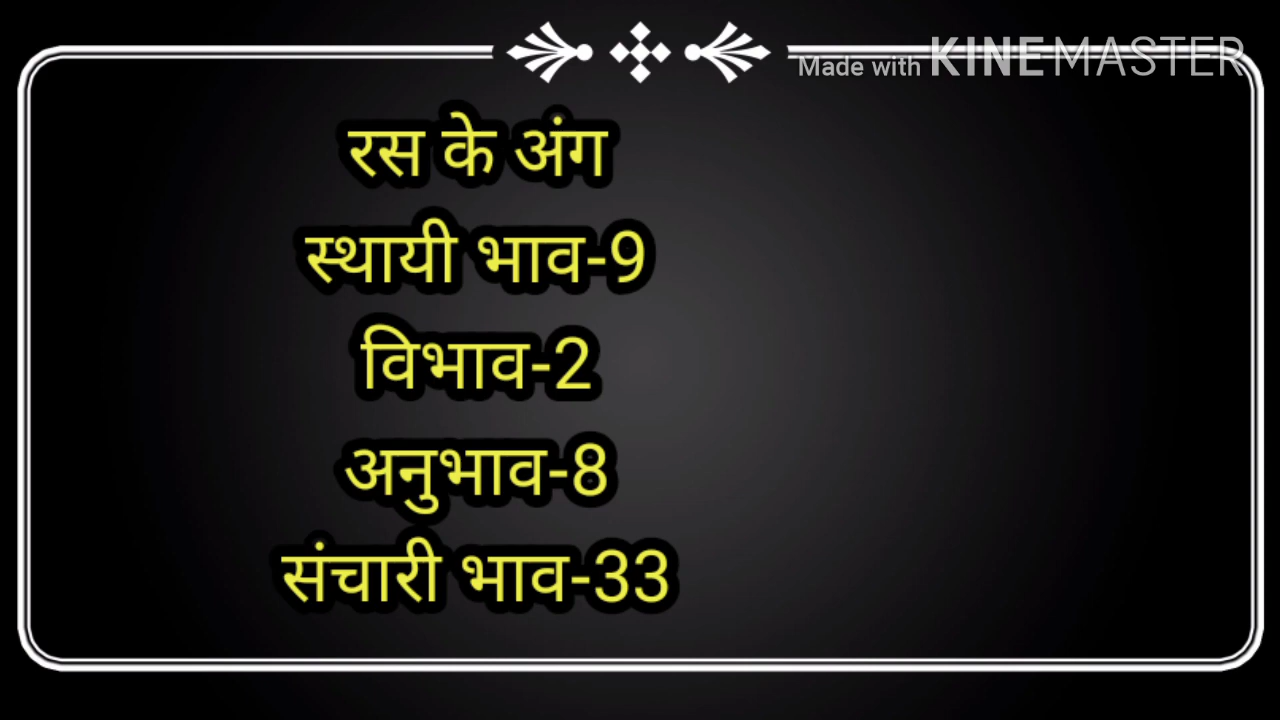 Made with KINEMASTER
रस के अंग
स्थायी भाव-9
विभाव-2
अनुभाव-8
संचारी भाव-33